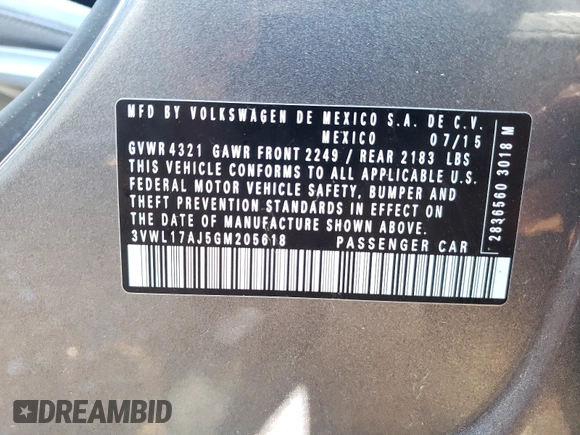 MFD BY VOLKSWAGEN DE MEXICO S.A. DE C.V.
MEXICO 07/15
GVWR 4321 GAWR FRONT 2249 / REAR 2183 LBS
THIS VEHICLE CONFORMS TO ALL APPLICABLE U.S.
FEDERAL MOTOR VEHICLE SAFETY, BUMPER AND
THEFT PREVENTION STANDARDS IN EFFECT ON
THE DATE OF MANUFACTURE SHOWN ABOVE.
3VWL17AJ5GM205618 PASSENGER CAR
2836560 3018 M
DREAMBID